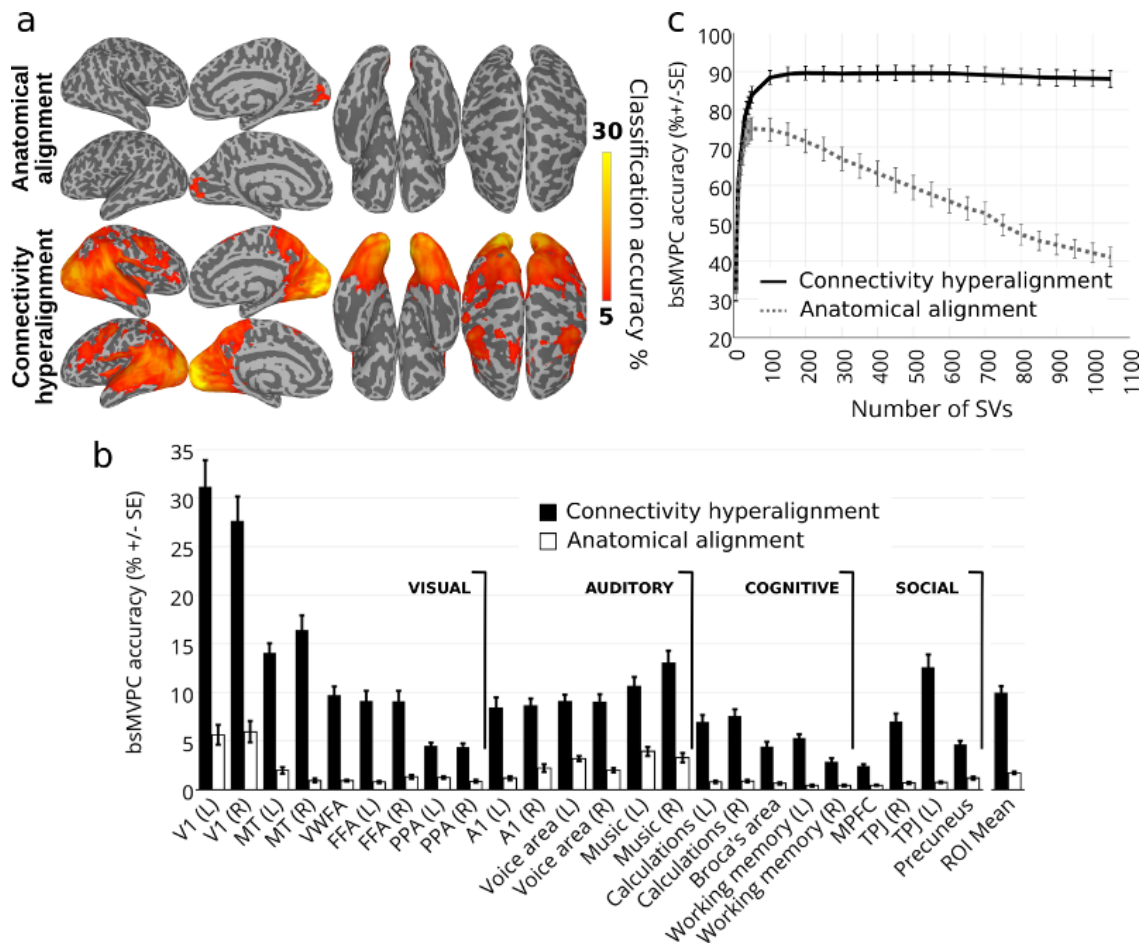 a
Anatomical
alignment
Connectivity
hyperalignment
30
5
Classification accuracy %
c
bsMVPC accuracy (%+/-SE)
100
90
80
70
60
50
40
30
20
Connectivity hyperalignment
Anatomical alignment
0
100
200
300
400
500
600
700
800
900
1000
1100
Number of SVs
b
bsMVPC accuracy (% +/- SE)
35
30
25
20
15
10
5
0
Connectivity hyperalignment
Anatomical alignment
VISUAL
AUDITORY
COGNITIVE
SOCIAL
V1 (L)
V1 (R)
MT (L)
MT (R)
VWFA
FFA (L)
FFA (R)
PPA (L)
PPA (R)
A1 (L)
A1 (R)
Voice area (L)
Voice area (R)
Music (L)
Music (R)
Calculations (L)
Calculations (R)
Broca's area
Working memory (L)
Working memory (R)
MPFC
TPJ (R)
TPJ (L)
Precuneus
ROI Mean